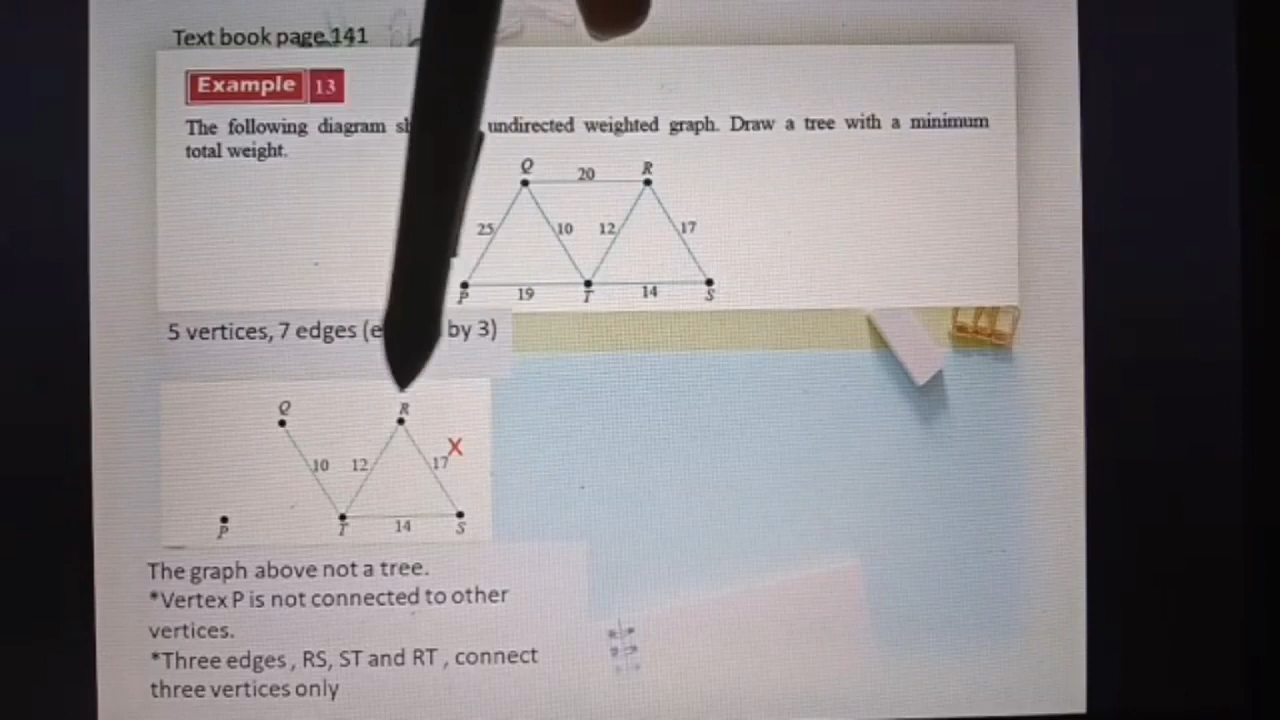 Text book page 141
Example 13
The following diagram undirected weighted graph. Draw a tree with a minimum
total weight.
Q 20 R
25 10 12 17
P 19 T 14 S
5 vertices, 7 edges ( by 3)
Q R
10 12 17 X
P T 14 S
The graph above not a tree.
*Vertex P is not connected to other
vertices.
*Three edges , RS, ST and RT , connect
three vertices only